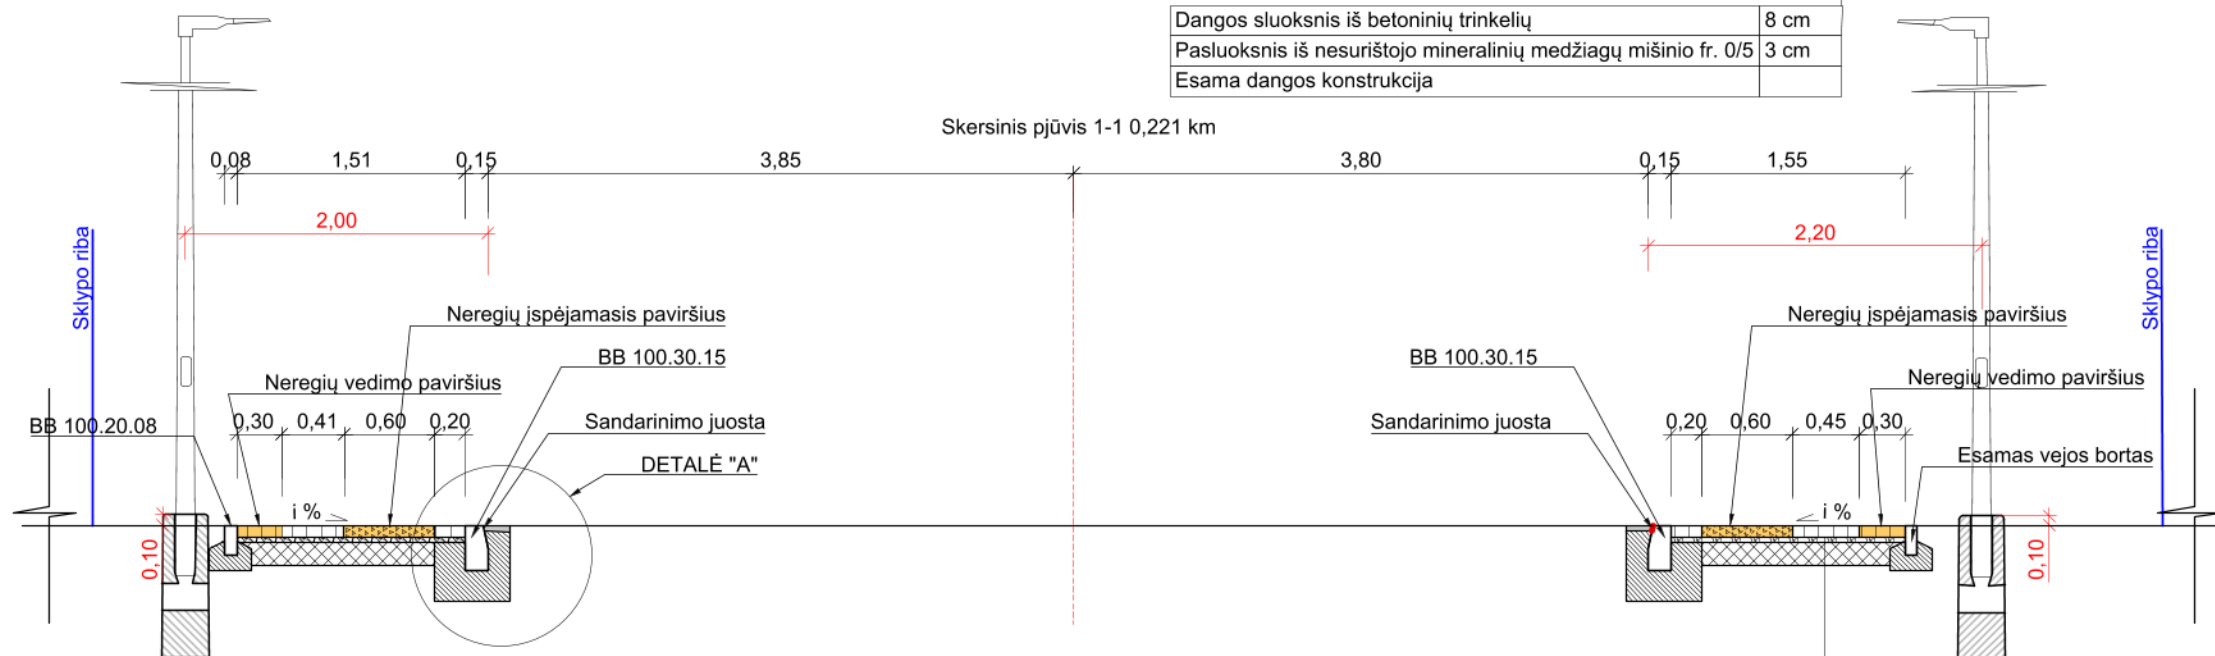 Dangos sluoksnis iš betoninių trinkelių 8 cm
Pasluoksnis iš nesurištojo mineralinių medžiagų mišinio fr. 0/5 3 cm
Esama dangos konstrukcija
Skersinis pjūvis 1-1 0,221 km
0,08 1,51 0,15 3,85 3,80 0,15 1,55
2,00 2,20
Sklypo riba
Sklypo riba
Neregių įspėjamasis paviršius Neregių įspėjamasis paviršius
BB 100.30.15 BB 100.30.15
Neregių vedimo paviršius Neregių vedimo paviršius
BB 100.20.08 0,30 0,41 0,60 0,20 Sandarinimo juosta Sandarinimo juosta 0,20 0,60 0,45 0,30
DETALĖ "A" Esamas vejos bortas
i % i %
0,10 0,10